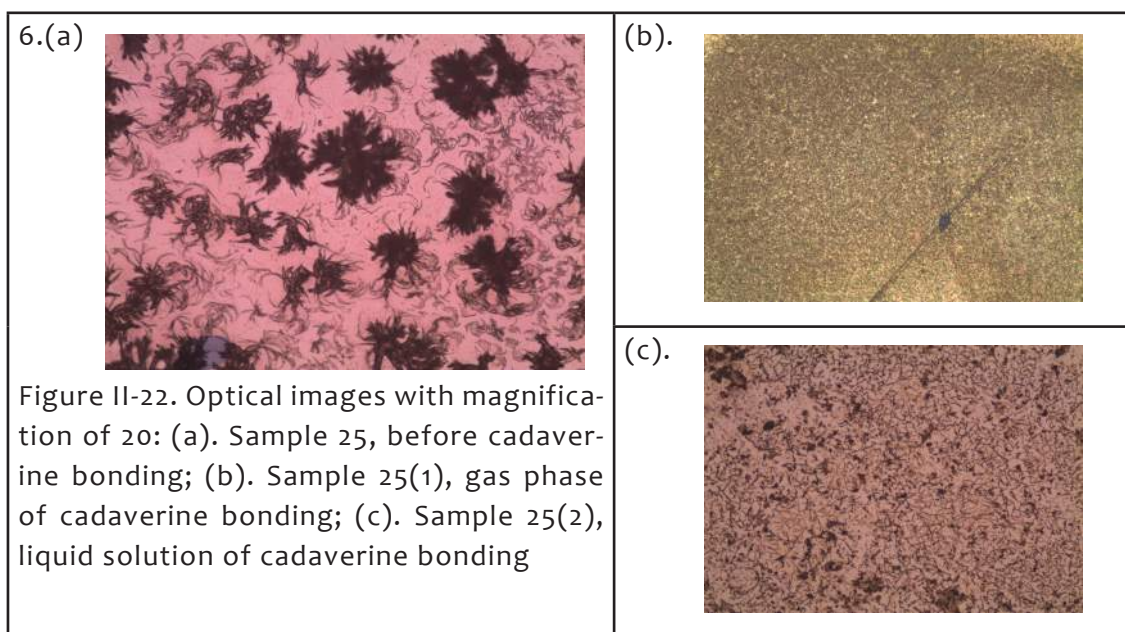 6.(a)
Figure II-22. Optical images with magnifica-
tion of 20: (a). Sample 25, before cadaver-
ine bonding; (b). Sample 25(1), gas phase
of cadaverine bonding; (c). Sample 25(2),
liquid solution of cadaverine bonding
(b).
(c).